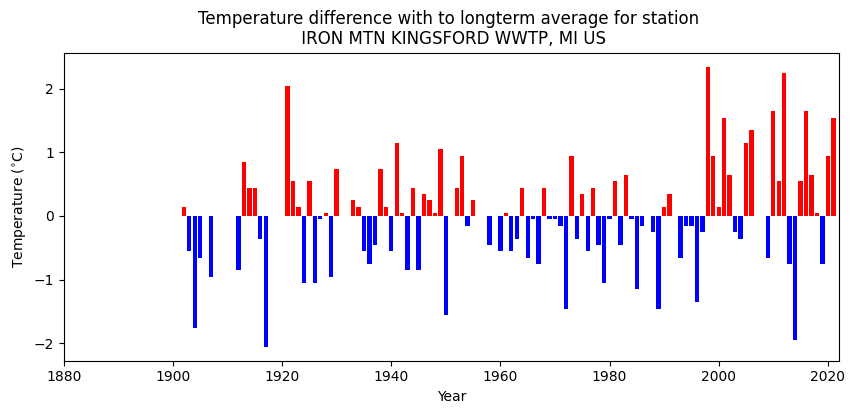 Temperature difference with to longterm average for station
IRON MTN KINGSFORD WWTP, MI US
Temperature (°C)
2
1
0
−1
−2
1880 1900 1920 1940 1960 1980 2000 2020
Year